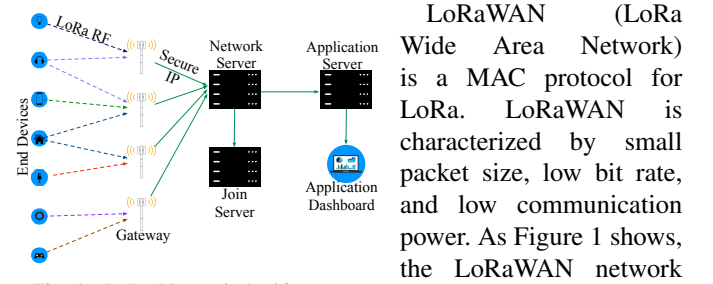 LoRa RF
Secure
IP
Network
Server
Application
Server
End Devices
Join
Server
Application
Dashboard
Gateway
LoRaWAN (LoRa
Wide Area Network)
is a MAC protocol for
LoRa. LoRaWAN is
characterized by small
packet size, low bit rate,
and low communication
power. As Figure 1 shows,
the LoRaWAN network